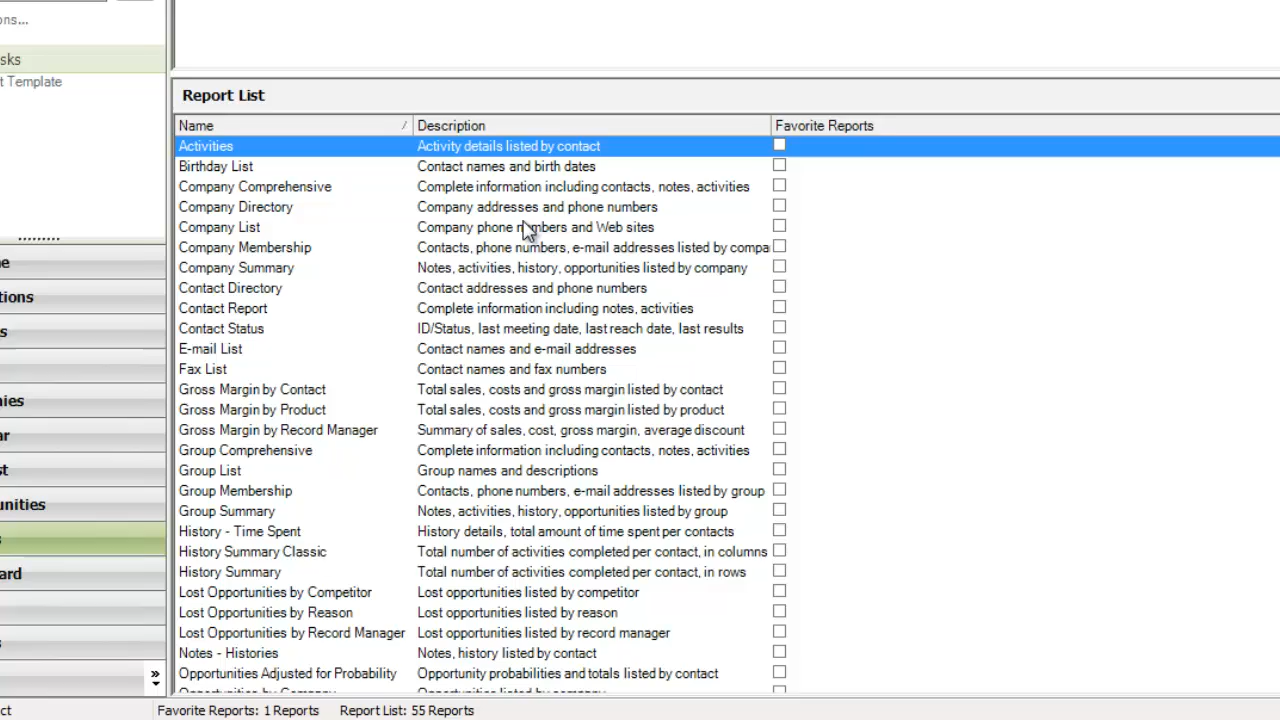 ons...
sks
t Template
Report List
Name / Description Favorite Reports
Activities Activity details listed by contact
Birthday List Contact names and birth dates
Company Comprehensive Complete information including contacts, notes, activities
Company Directory Company addresses and phone numbers
Company List Company phone numbers and Web sites
Company Membership Contacts, phone numbers, e-mail addresses listed by compa
Company Summary Notes, activities, history, opportunities listed by company
Contact Directory Contact addresses and phone numbers
Contact Report Complete information including notes, activities
Contact Status ID/Status, last meeting date, last reach date, last results
E-mail List Contact names and e-mail addresses
Fax List Contact names and fax numbers
Gross Margin by Contact Total sales, costs and gross margin listed by contact
Gross Margin by Product Total sales, costs and gross margin listed by product
Gross Margin by Record Manager Summary of sales, cost, gross margin, average discount
Group Comprehensive Complete information including contacts, notes, activities
Group List Group names and descriptions
Group Membership Contacts, phone numbers, e-mail addresses listed by group
Group Summary Notes, activities, history, opportunities listed by group
History - Time Spent History details, total amount of time spent per contacts
History Summary Classic Total number of activities completed per contact, in columns
History Summary Total number of activities completed per contact, in rows
Lost Opportunities by Competitor Lost opportunities listed by competitor
Lost Opportunities by Reason Lost opportunities listed by reason
Lost Opportunities by Record Manager Lost opportunities listed by record manager
Notes - Histories Notes, history listed by contact
Opportunities Adjusted for Probability Opportunity probabilities and totals listed by contact
Opportunities by Company Opportunities listed by company
e
tions
s
ies
r
t
unities
s
ard
s
»
ct
Favorite Reports: 1 Reports Report List: 55 Reports